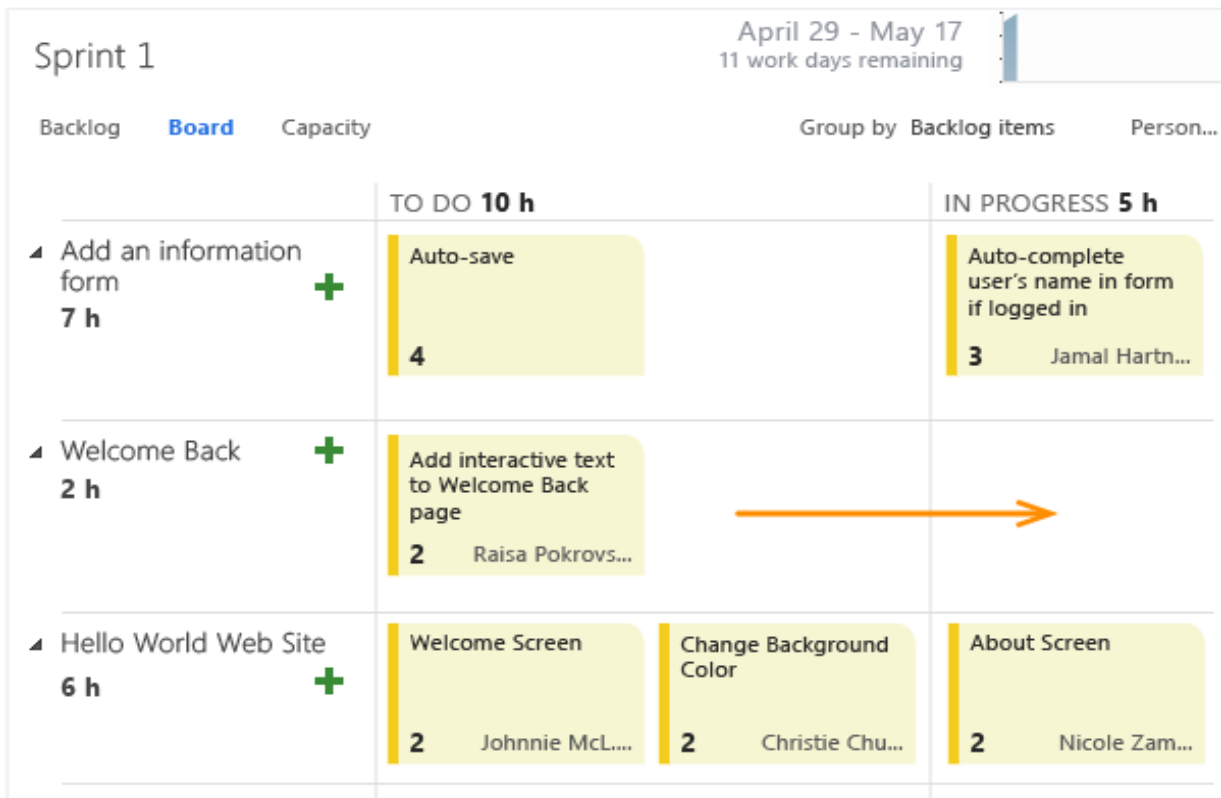 Sprint 1
April 29 - May 17
11 work days remaining
Backlog Board Capacity
Group by Backlog items Person...
TO DO 10 h
IN PROGRESS 5 h
Add an information
form
7 h
Auto-save
4
Auto-complete
user's name in form
if logged in
3 Jamal Hartn...
Welcome Back
2 h
Add interactive text
to Welcome Back
page
2 Raisa Pokrovs...
Hello World Web Site
6 h
Welcome Screen
2 Johnnie McL....
Change Background
Color
2 Christie Chu...
About Screen
2 Nicole Zam...